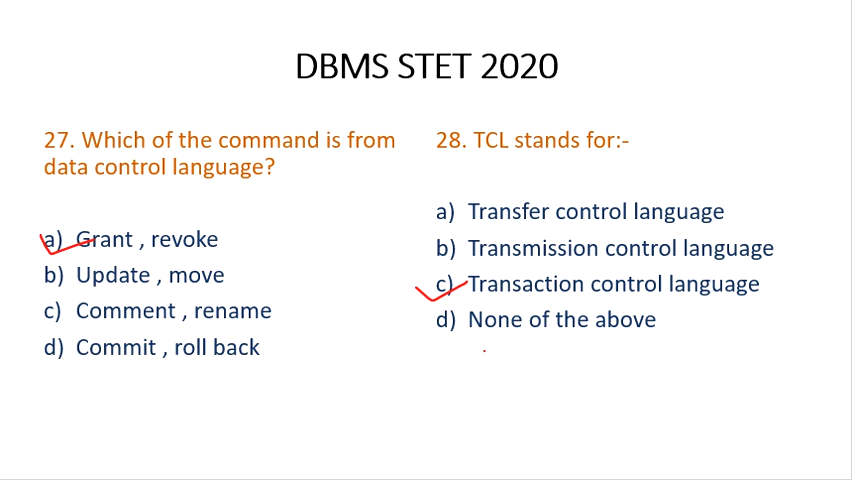 DBMS STET 2020
27. Which of the command is from
data control language?
a) Grant , revoke
b) Update , move
c) Comment , rename
d) Commit , roll back
28. TCL stands for:-
a) Transfer control language
b) Transmission control language
c) Transaction control language
d) None of the above